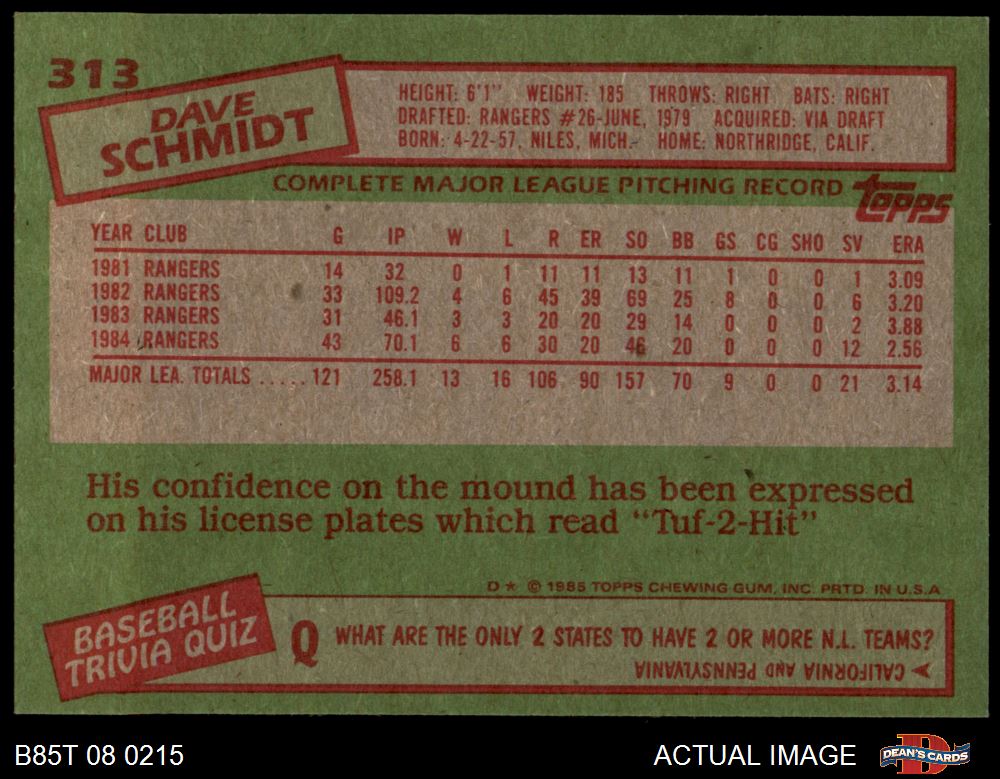 313
DAVE
SCHMIDT
HEIGHT: 6'1" WEIGHT: 185 THROWS: RIGHT BATS: RIGHT
DRAFTED: RANGERS #26-JUNE, 1979 ACQUIRED: VIA DRAFT
BORN: 4-22-57, NILES, MICH. HOME: NORTHRIDGE, CALIF.
COMPLETE MAJOR LEAGUE PITCHING RECORD topps
YEAR CLUB G IP W L R ER SO BB GS CG SHO SV ERA
1981 RANGERS 14 32 0 1 11 11 13 11 1 0 0 1 3.09
1982 RANGERS 33 109.2 4 6 45 39 69 25 8 0 0 6 3.20
1983 RANGERS 31 46.1 3 3 20 20 29 14 0 0 0 2 3.88
1984 RANGERS 43 70.1 6 6 30 20 46 20 0 0 0 12 2.56
MAJOR LEA. TOTALS ..... 121 258.1 13 16 106 90 157 70 9 0 0 21 3.14
His confidence on the mound has been expressed
on his license plates which read "Tuf-2-Hit"
D★ © 1985 TOPPS CHEWING GUM, INC. PRTD. IN U.S.A
BASEBALL
TRIVIA QUIZ
Q WHAT ARE THE ONLY 2 STATES TO HAVE 2 OR MORE N.L. TEAMS?
CALIFORNIA AND PENNSYLVANIA
B85T 08 0215 ACTUAL IMAGE DEAN'S CARDS